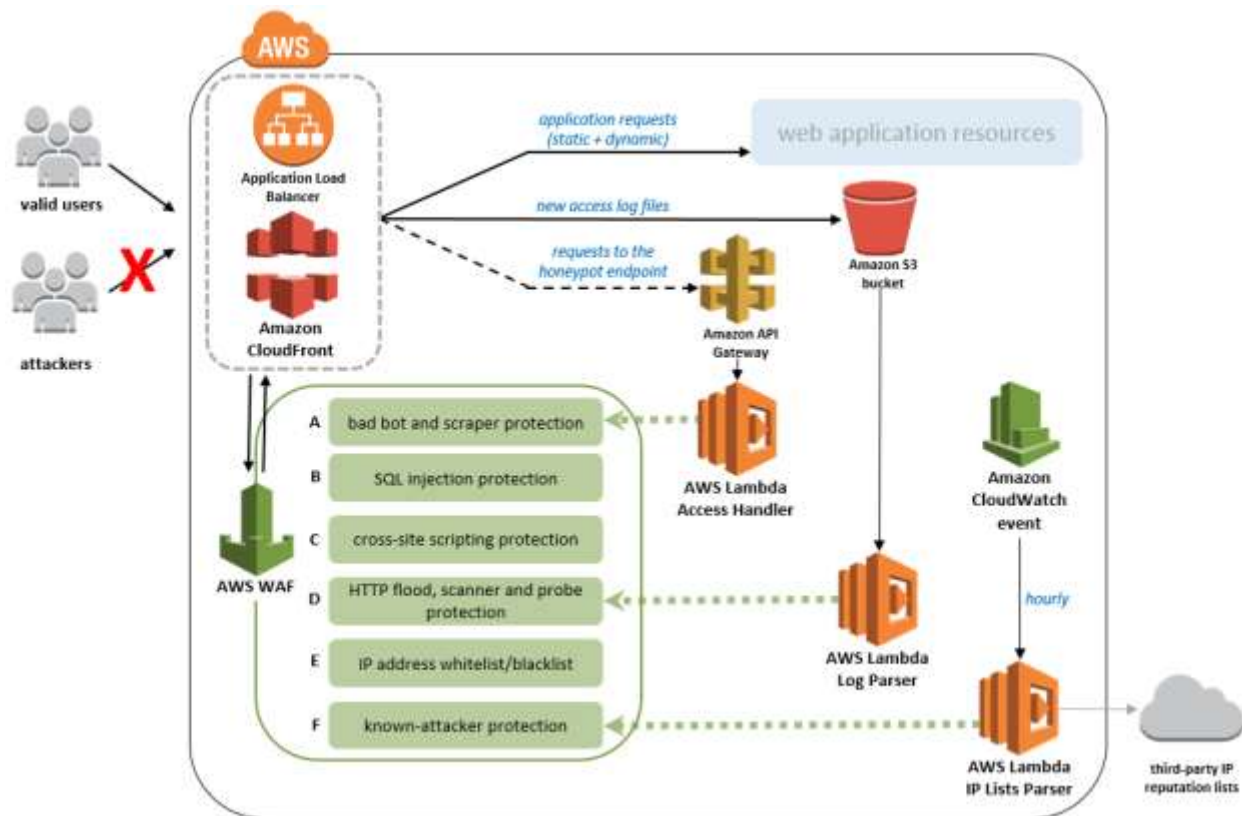 AWS
Application Load
Balancer
Amazon
CloudFront
valid users
attackers
X
application requests
(static + dynamic)
web application resources
new access log files
Amazon S3
bucket
requests to the
honeypot endpoint
Amazon API
Gateway
A
bad bot and scraper protection
B
SQL injection protection
C
cross-site scripting protection
D
HTTP flood, scanner and probe
protection
E
IP address whitelist/blacklist
F
known-attacker protection
AWS WAF
AWS Lambda
Access Handler
Amazon
CloudWatch
event
hourly
AWS Lambda
Log Parser
AWS Lambda
IP Lists Parser
third-party IP
reputation lists